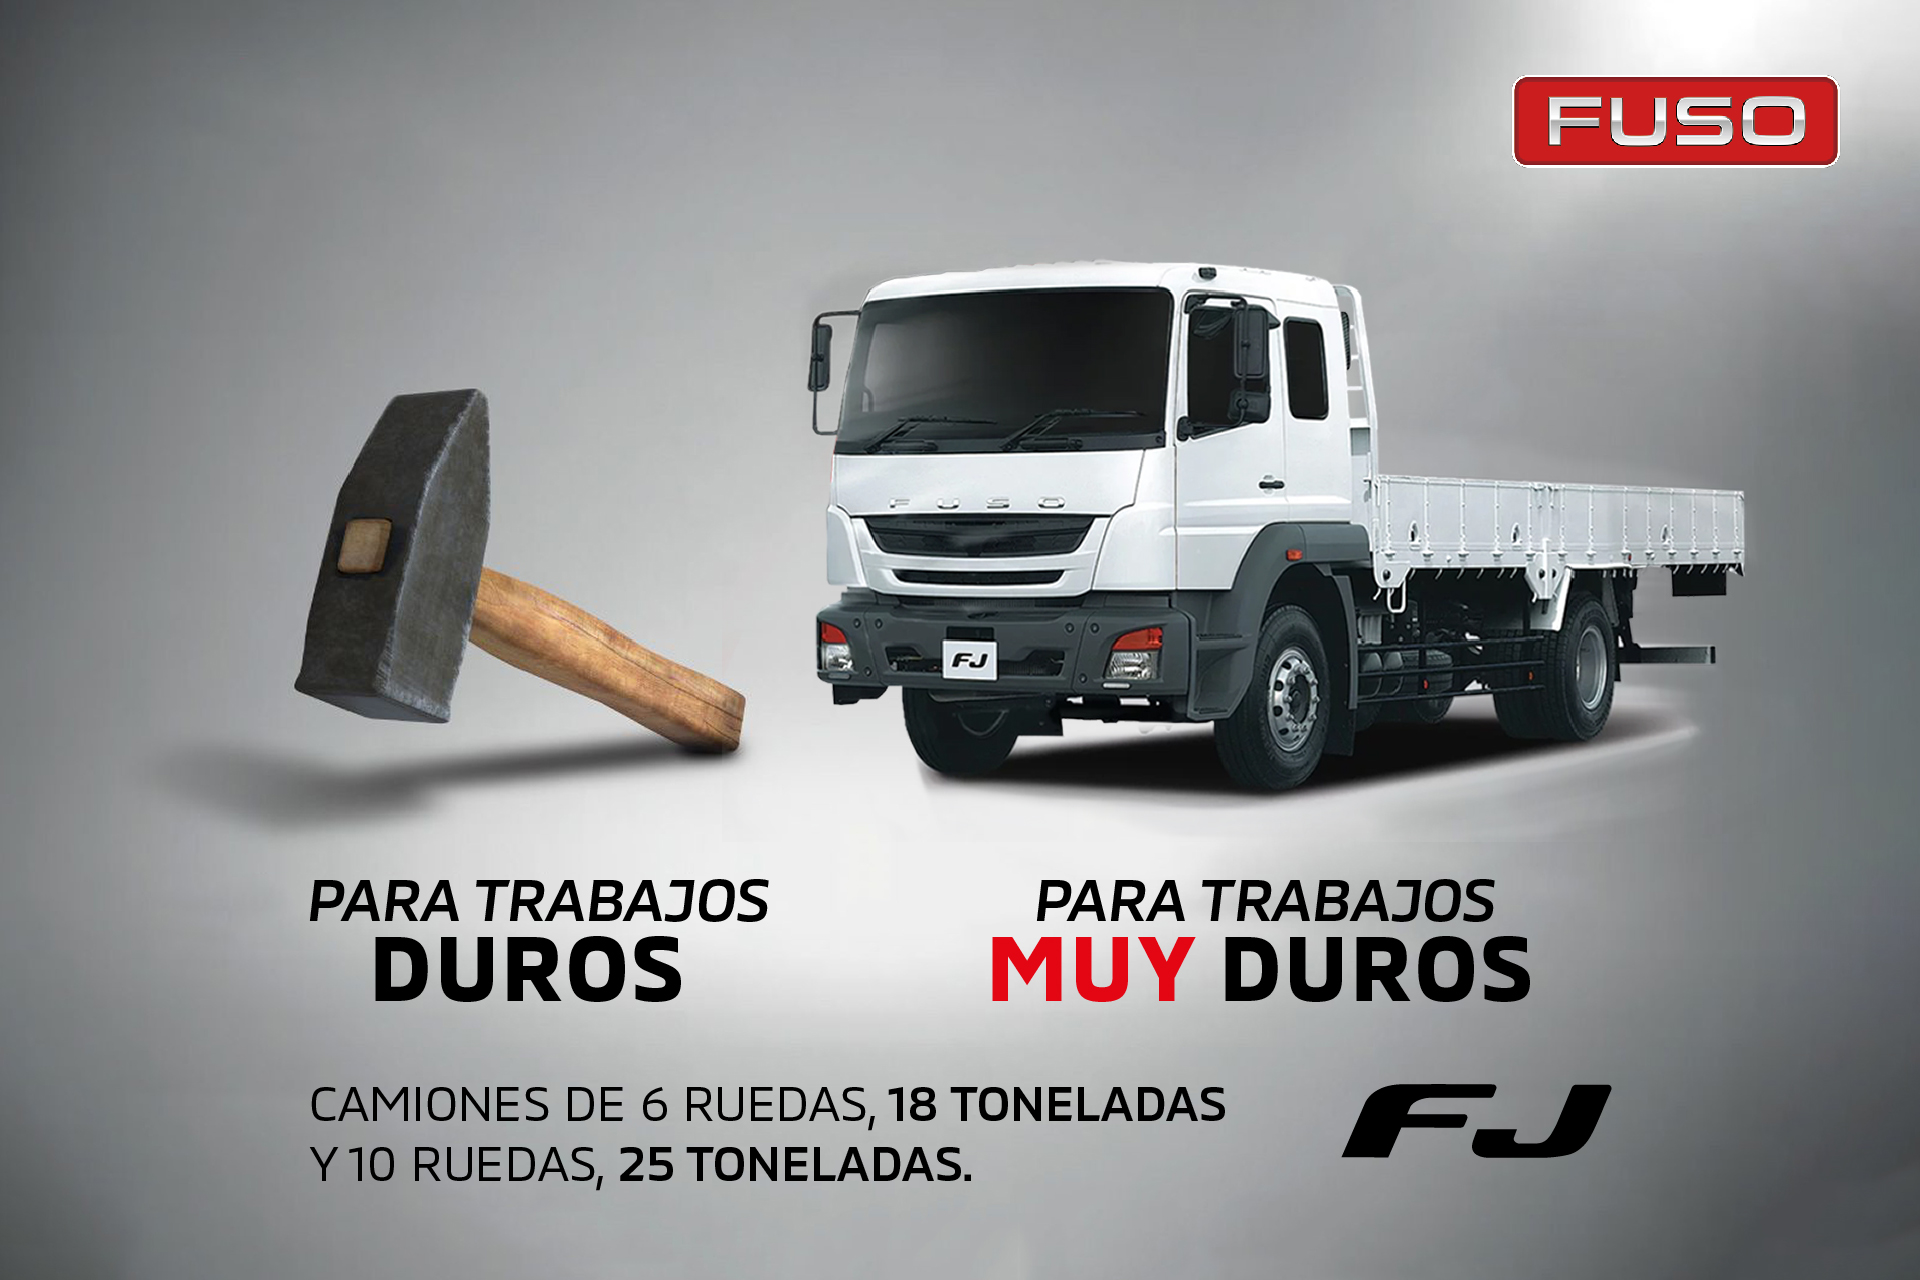 FUSO
FUSO
FJ
PARA TRABAJOS
DUROS
PARA TRABAJOS
MUY DUROS
CAMIONES DE 6 RUEDAS, 18 TONELADAS
Y 10 RUEDAS, 25 TONELADAS.
FJ